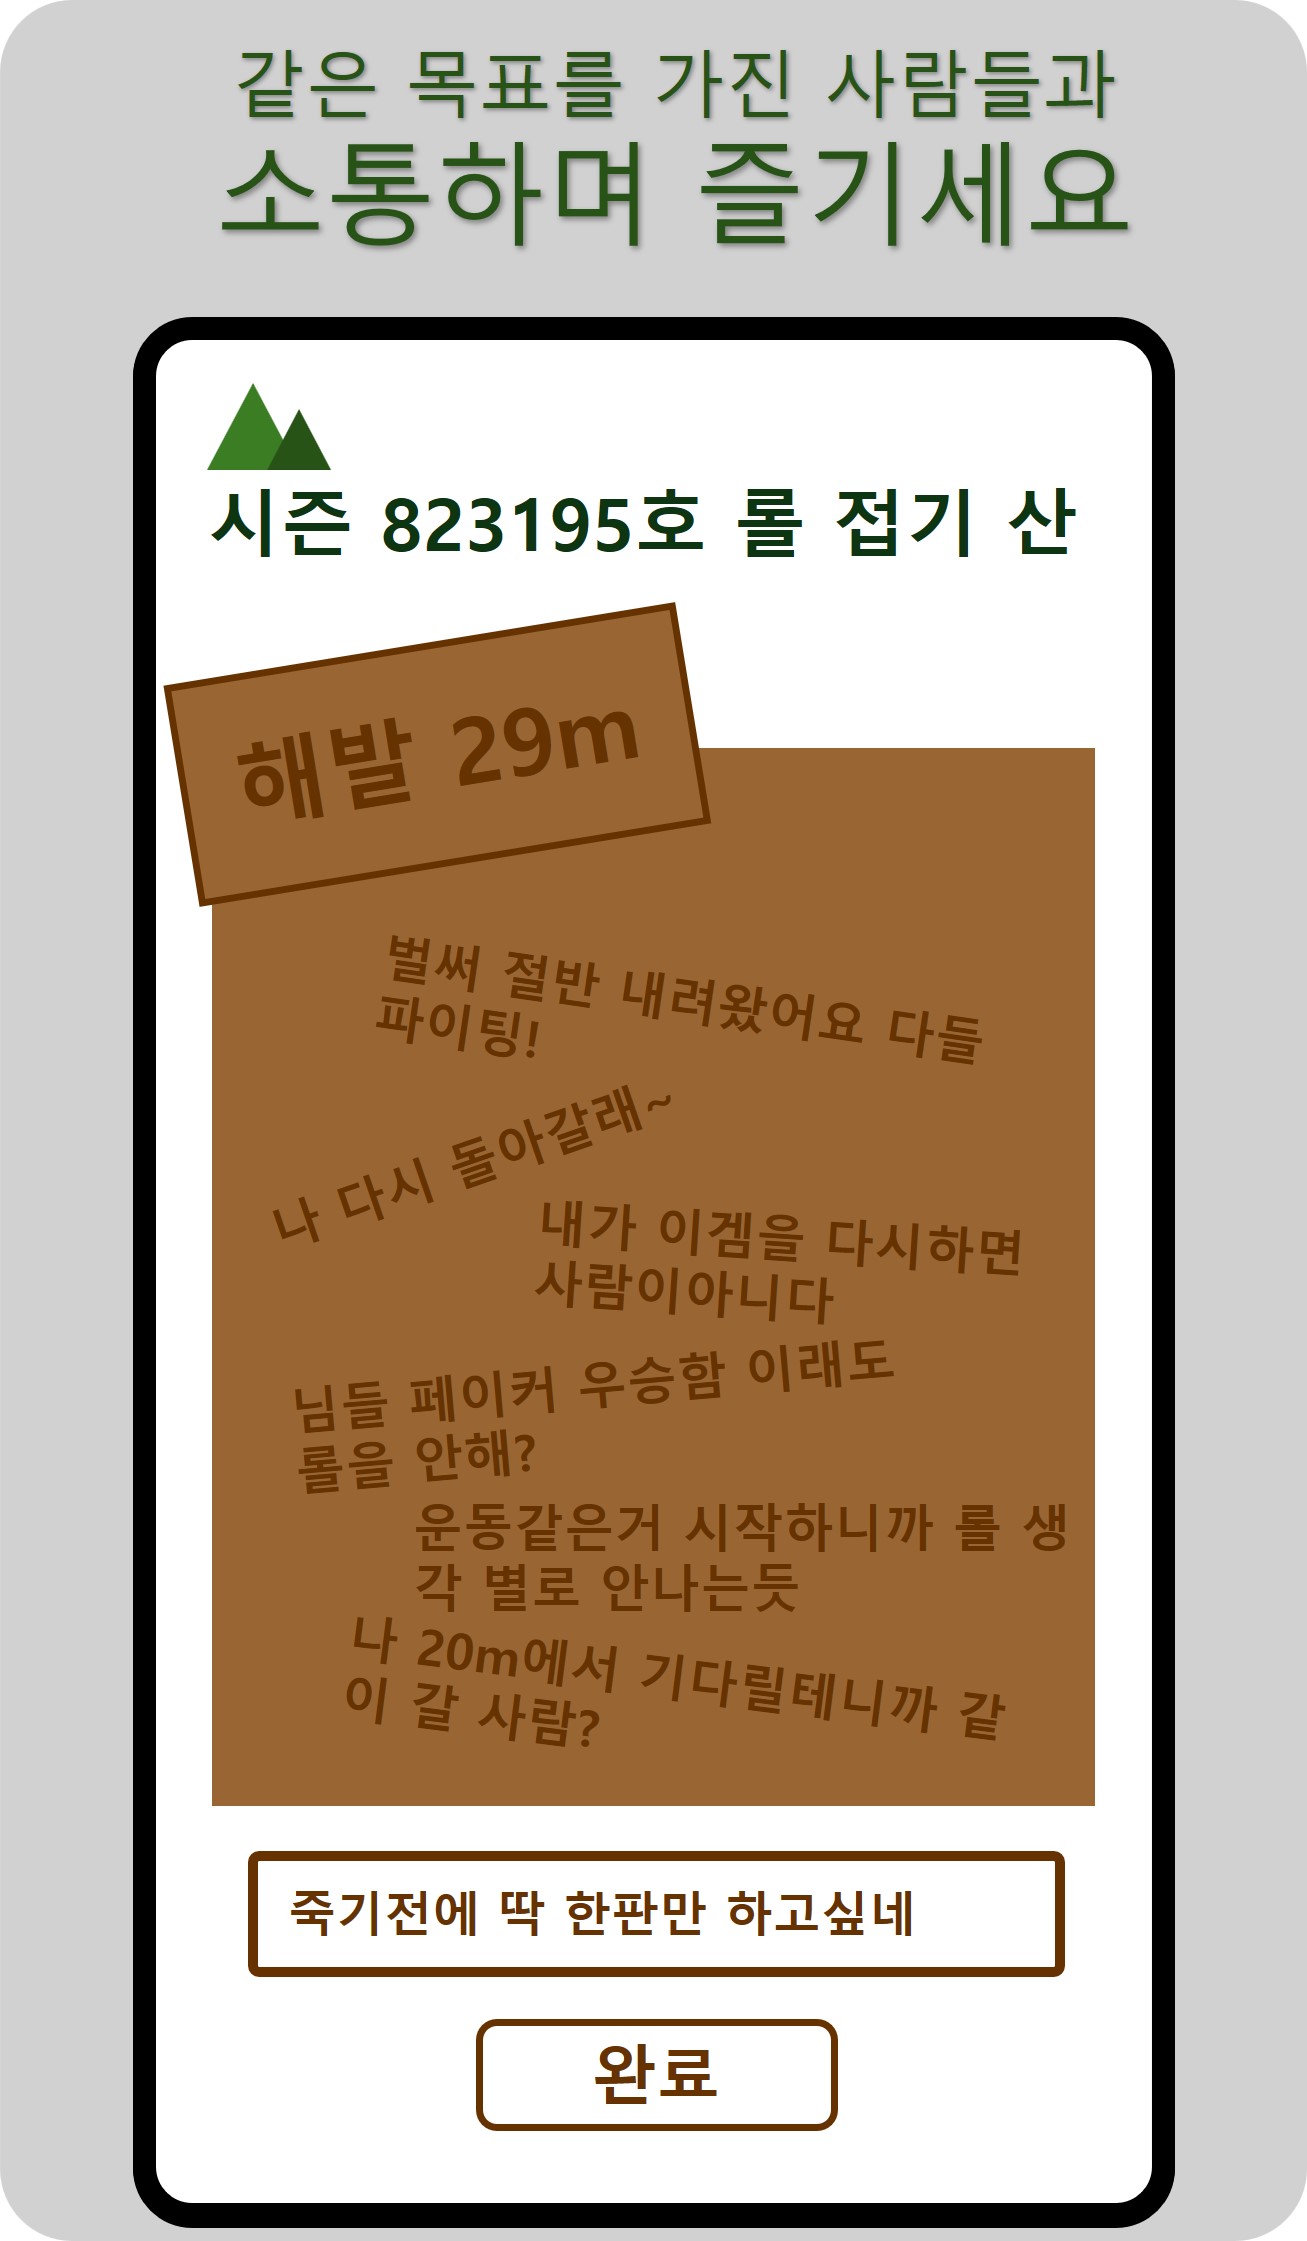 같은 목표를 가진 사람들과
소통하며 즐기세요
시즌 823195호 롤 접기 산
해발 29m
벌써 절반 내려왔어요 다들
파이팅!
나 다시 돌아갈래~
내가 이겜을 다시하면
사람이아니다
님들 페이커 우승함 이래도
롤을 안해?
운동같은거 시작하니까 롤 생
각 별로 안나는듯
나 20m에서 기다릴테니까 같
이 갈 사람?
죽기전에 딱 한판만 하고싶네
완료